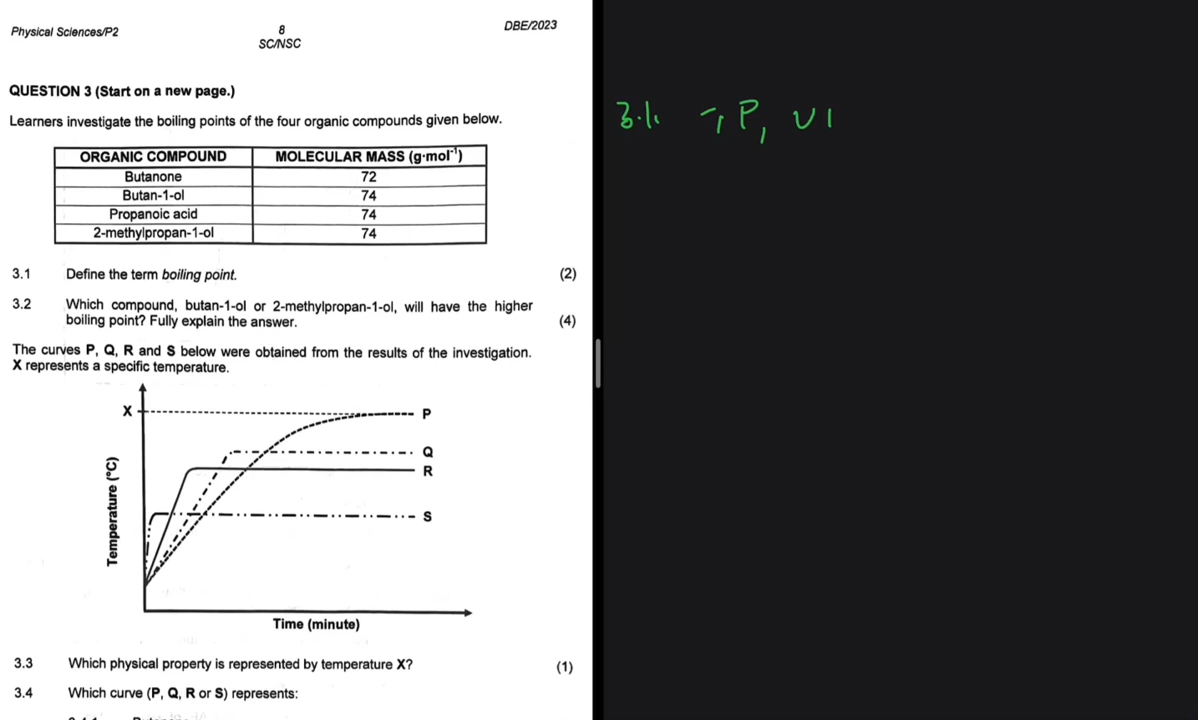 Physical Sciences/P2
8
SC/NSC
DBE/2023
QUESTION 3 (Start on a new page.)
Learners investigate the boiling points of the four organic compounds given below.
ORGANIC COMPOUND MOLECULAR MASS (g·mol⁻¹)
Butanone 72
Butan-1-ol 74
Propanoic acid 74
2-methylpropan-1-ol 74
3.1 Define the term boiling point. (2)
3.2 Which compound, butan-1-ol or 2-methylpropan-1-ol, will have the higher
boiling point? Fully explain the answer. (4)
The curves P, Q, R and S below were obtained from the results of the investigation.
X represents a specific temperature.
X
P
Q
R
S
Temperature (°C)
Time (minute)
3.3 Which physical property is represented by temperature X? (1)
3.4 Which curve (P, Q, R or S) represents:
3.1. P,